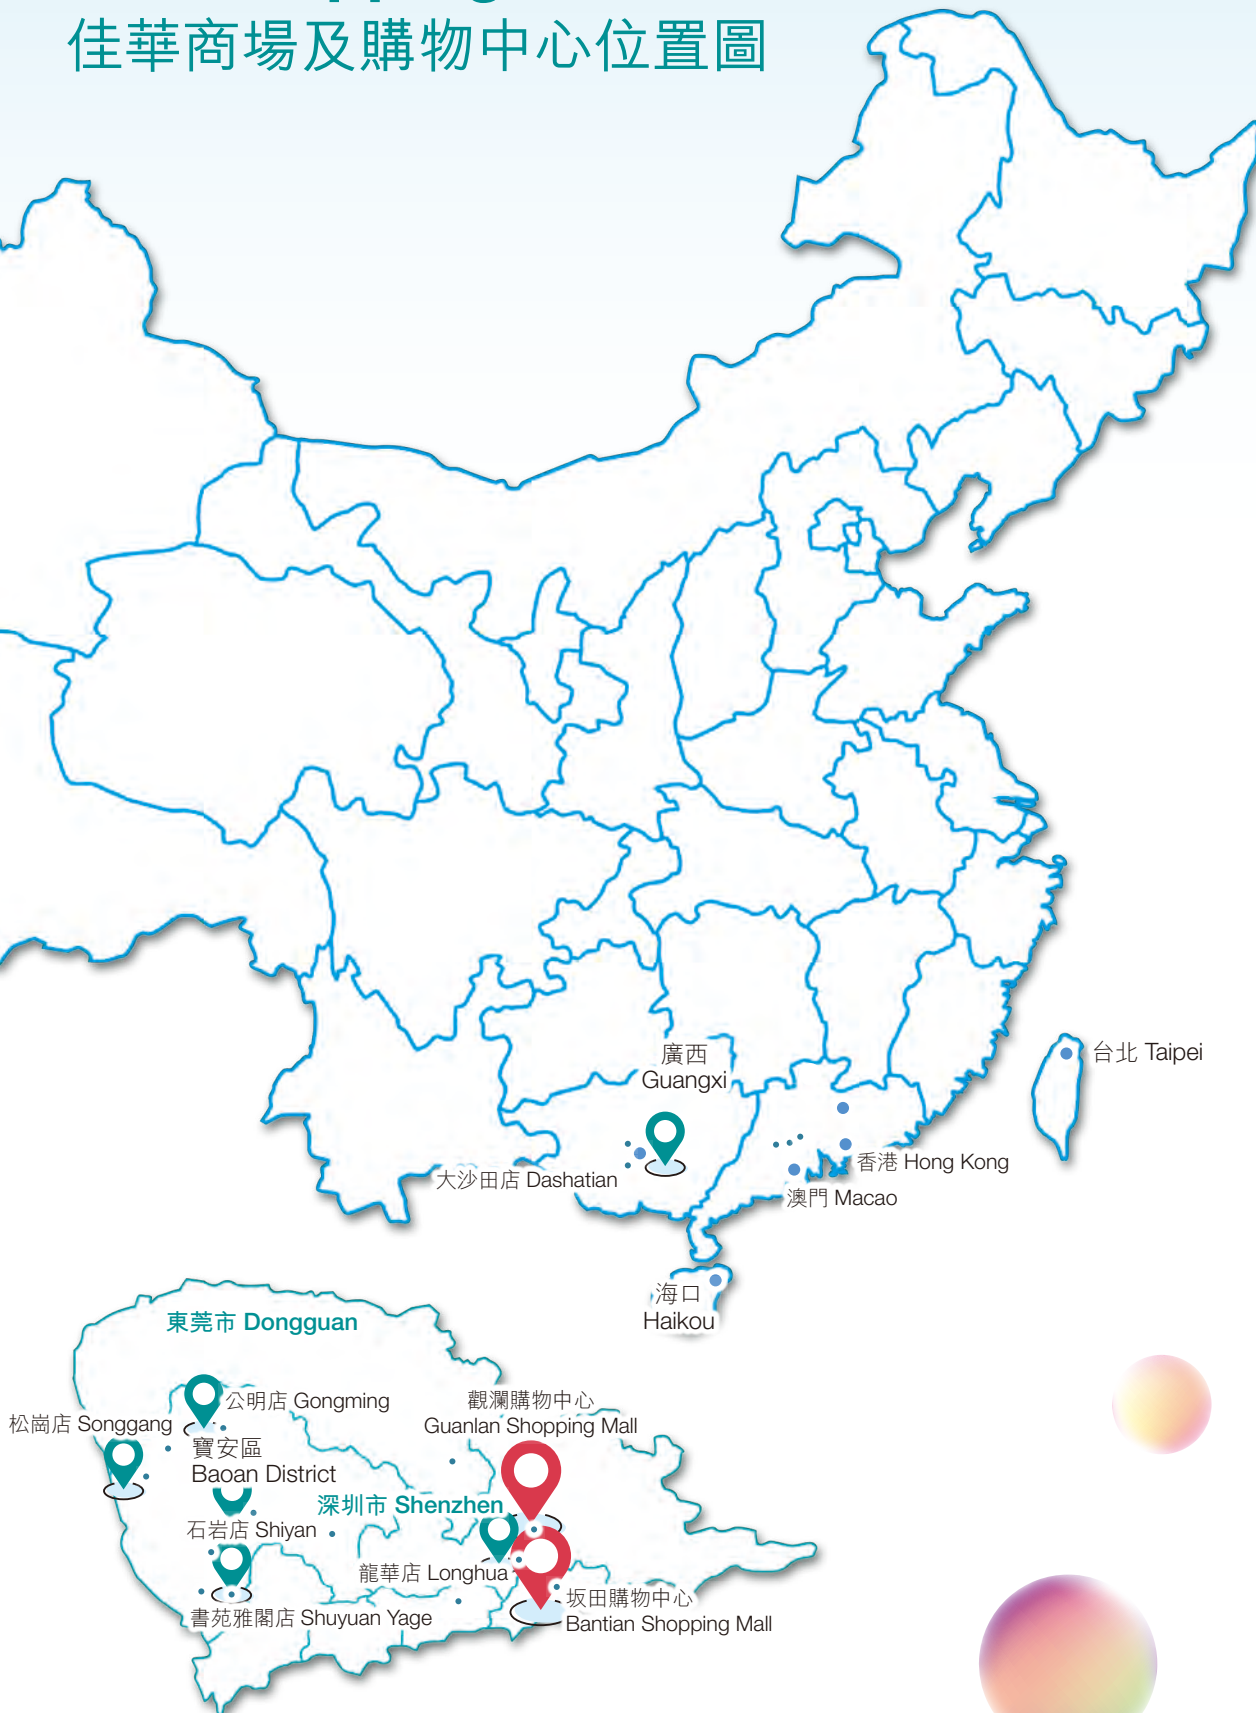 佳華商場及購物中心位置圖
廣西
Guangxi
台北 Taipei
大沙田店 Dashatian
香港 Hong Kong
澳門 Macao
海口
Haikou
東莞市 Dongguan
公明店 Gongming
松崗店 Songgang
觀瀾購物中心
Guanlan Shopping Mall
寶安區
Baoan District
深圳市 Shenzhen
石岩店 Shiyan
龍華店 Longhua
書苑雅閣店 Shuyuan Yage
坂田購物中心
Bantian Shopping Mall